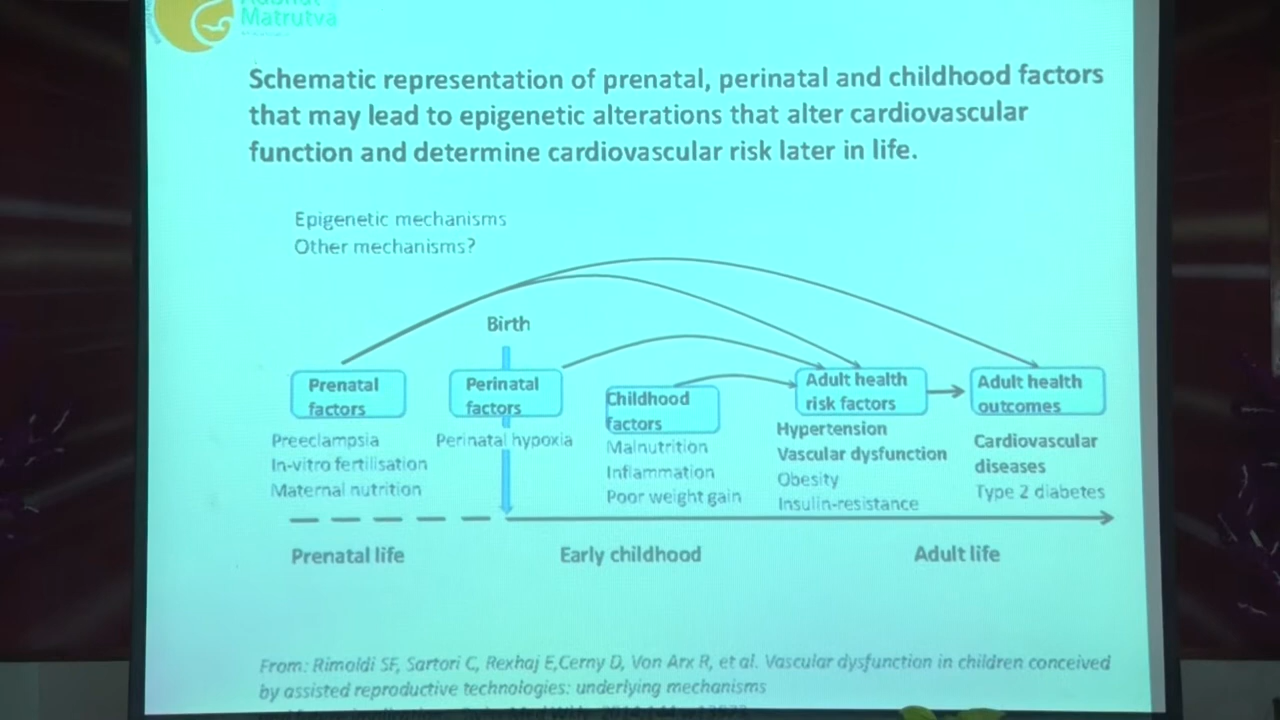 Matrutva
Schematic representation of prenatal, perinatal and childhood factors
that may lead to epigenetic alterations that alter cardiovascular
function and determine cardiovascular risk later in life.
Epigenetic mechanisms
Other mechanisms?
Birth
Prenatal
factors
Preeclampsia
In-vitro fertilisation
Maternal nutrition
Perinatal
factors
Perinatal hypoxia
Childhood
factors
Malnutrition
Inflammation
Poor weight gain
Adult health
risk factors
Hypertension
Vascular dysfunction
Obesity
Insulin-resistance
Adult health
outcomes
Cardiovascular
diseases
Type 2 diabetes
Prenatal life
Early childhood
Adult life
From: Rimoldi SF, Sartori C, Rexhaj E,Cerny D, Von Arx R, et al. Vascular dysfunction in children conceived
by assisted reproductive technologies: underlying mechanisms